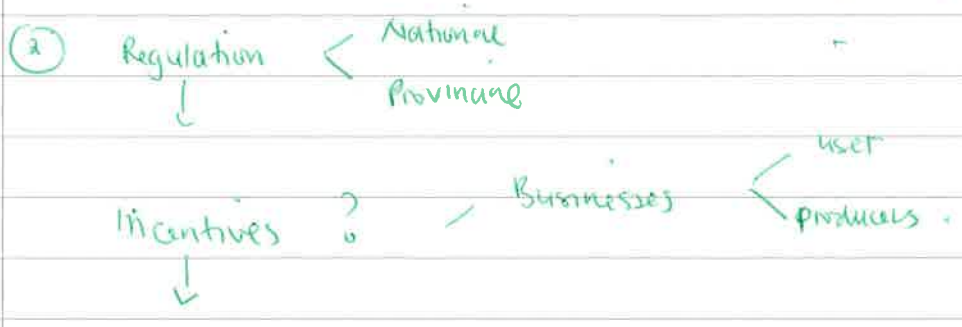 2 Regulation < National
Provincial
↓
user
Incentives ? / Businesses <
producers.
↓